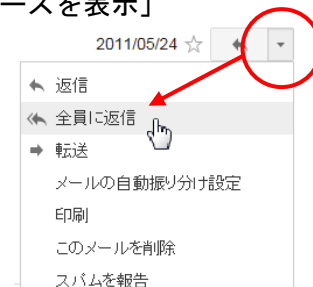 ースを表示」
2011/05/24
返信
全員に返信
転送
メールの自動振り分け設定
印刷
このメールを削除
スパムを報告